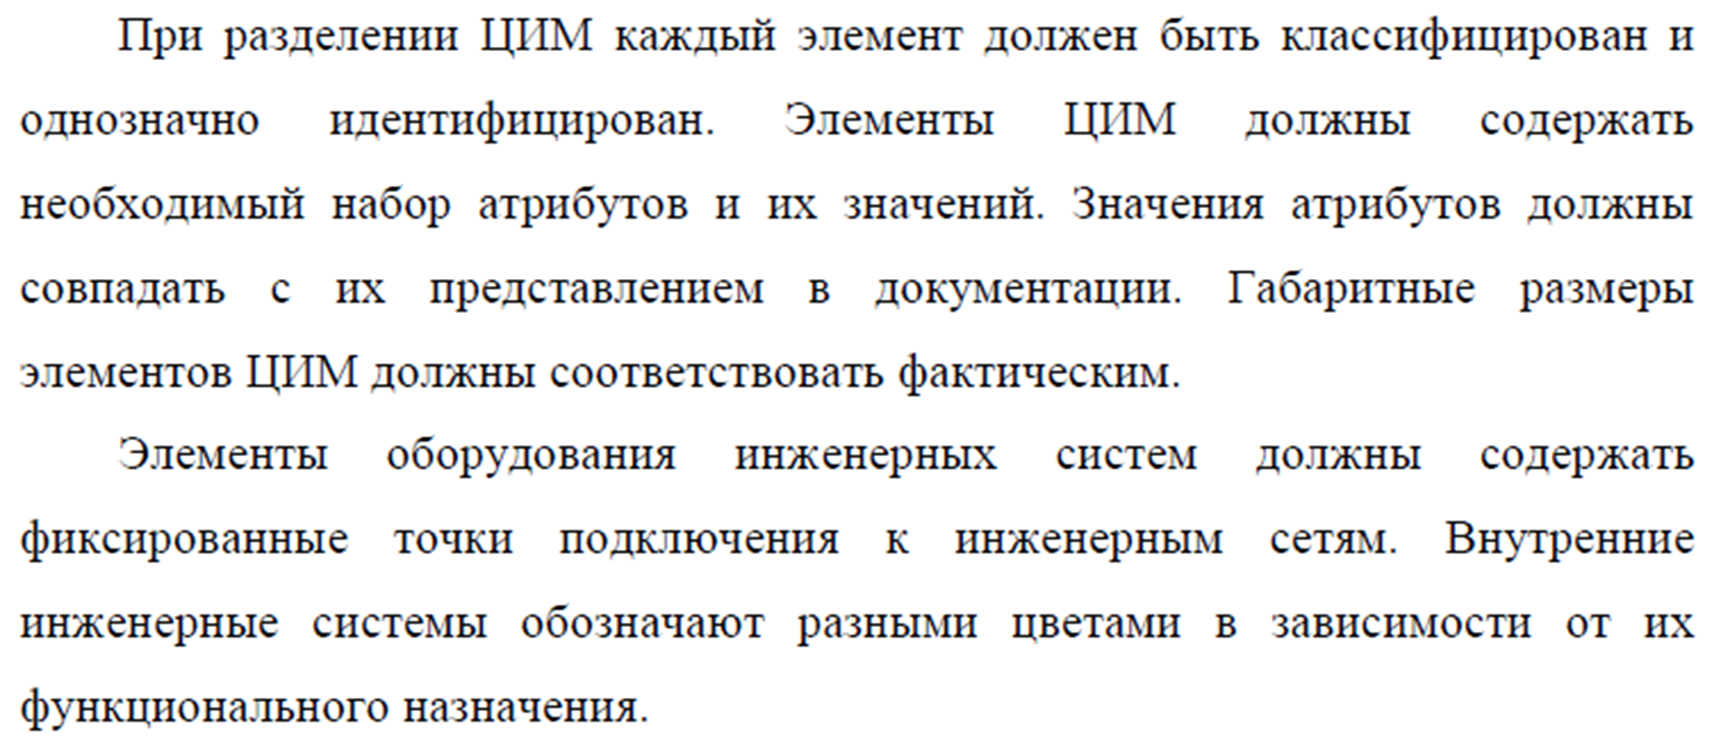 При разделении ЦИМ каждый элемент должен быть классифицирован и
однозначно идентифицирован. Элементы ЦИМ должны содержать
необходимый набор атрибутов и их значений. Значения атрибутов должны
совпадать с их представлением в документации. Габаритные размеры
элементов ЦИМ должны соответствовать фактическим.
Элементы оборудования инженерных систем должны содержать
фиксированные точки подключения к инженерным сетям. Внутренние
инженерные системы обозначают разными цветами в зависимости от их
функционального назначения.